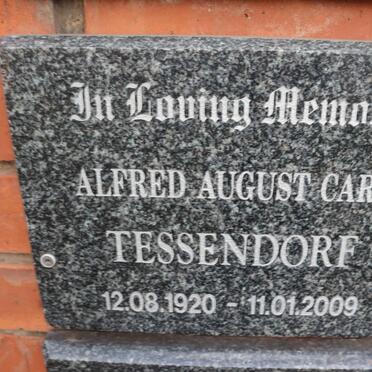 In Loving Memo
ALFRED AUGUST CAR
TESSENDORF
12.08.1920 - 11.01.2009